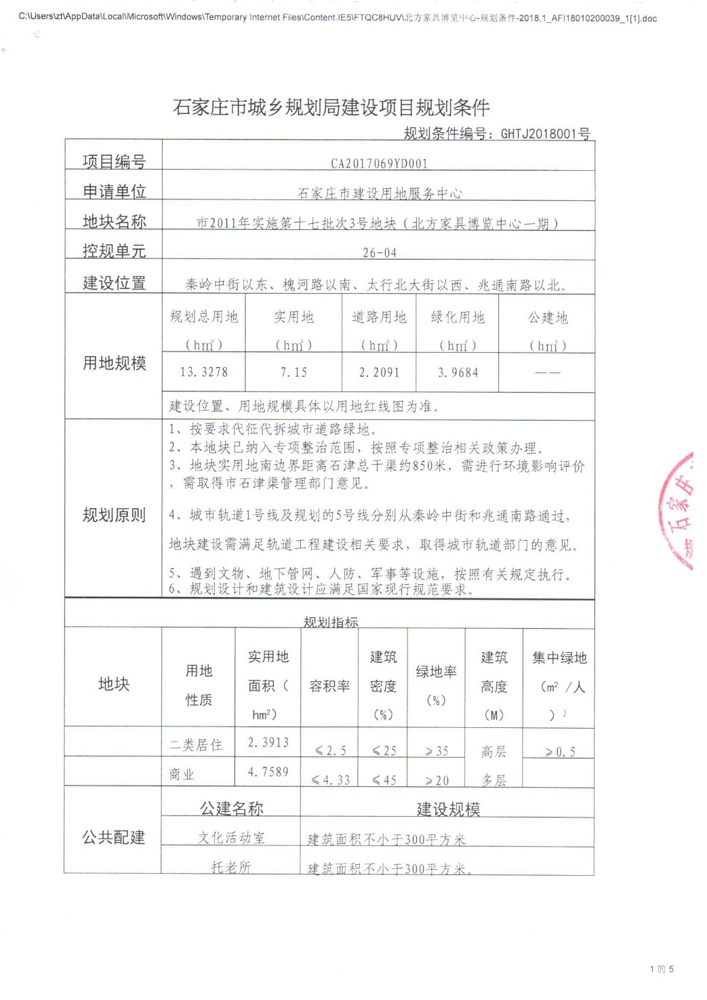 C:\Users\zt\AppData\Local\Microsoft\Windows\Temporary Internet Files\Content.IE5\FTQC8HUV\北方家具博览中心-规划条件-2018,1_AFI18010200039_1[1].doc
石家庄市城乡规划局建设项目规划条件
规划条件编号：GHTJ2018001号
项目编号 CA2017069YD001
申请单位 石家庄市建设用地服务中心
地块名称 市2011年实施第十七批次3号地块（北方家具博览中心一期）
控规单元 26-04
建设位置 秦岭中街以东、槐河路以南、太行北大街以西、兆通南路以北。
用地规模
规划总用地 实用地 道路用地 绿化用地 公建地
（hm²） （hm²） （hm²） （hm²） （hm²）
13.3278 7.15 2.2091 3.9684 ——
建设位置、用地规模具体以用地红线图为准。
规划原则
1、按要求代征代拆城市道路绿地。
2、本地块已纳入专项整治范围，按照专项整治相关政策办理。
3、地块实用地南边界距离石津总干渠约850米，需进行环境影响评价
，需取得市石津渠管理部门意见。
4、城市轨道1号线及规划的5号线分别从秦岭中街和兆通南路通过，
地块建设需满足轨道工程建设相关要求，取得城市轨道部门的意见。
5、遇到文物、地下管网、人防、军事等设施，按照有关规定执行。
6、规划设计和建筑设计应满足国家现行规范要求。
规划指标
地块
用地
性质
实用地
面积（
hm²）
容积率
建筑
密度
（%）
绿地率
（%）
建筑
高度
（M）
集中绿地
（m² /人
）
二类居住 2.3913 ≤2.5 ≤25 ≥35 高层 ≥0.5
商业 4.7589 ≤4.33 ≤45 ≥20 多层
公共配建
公建名称 建设规模
文化活动室 建筑面积不小于300平方米
托老所 建筑面积不小于300平方米。
石家庄
1 的 5